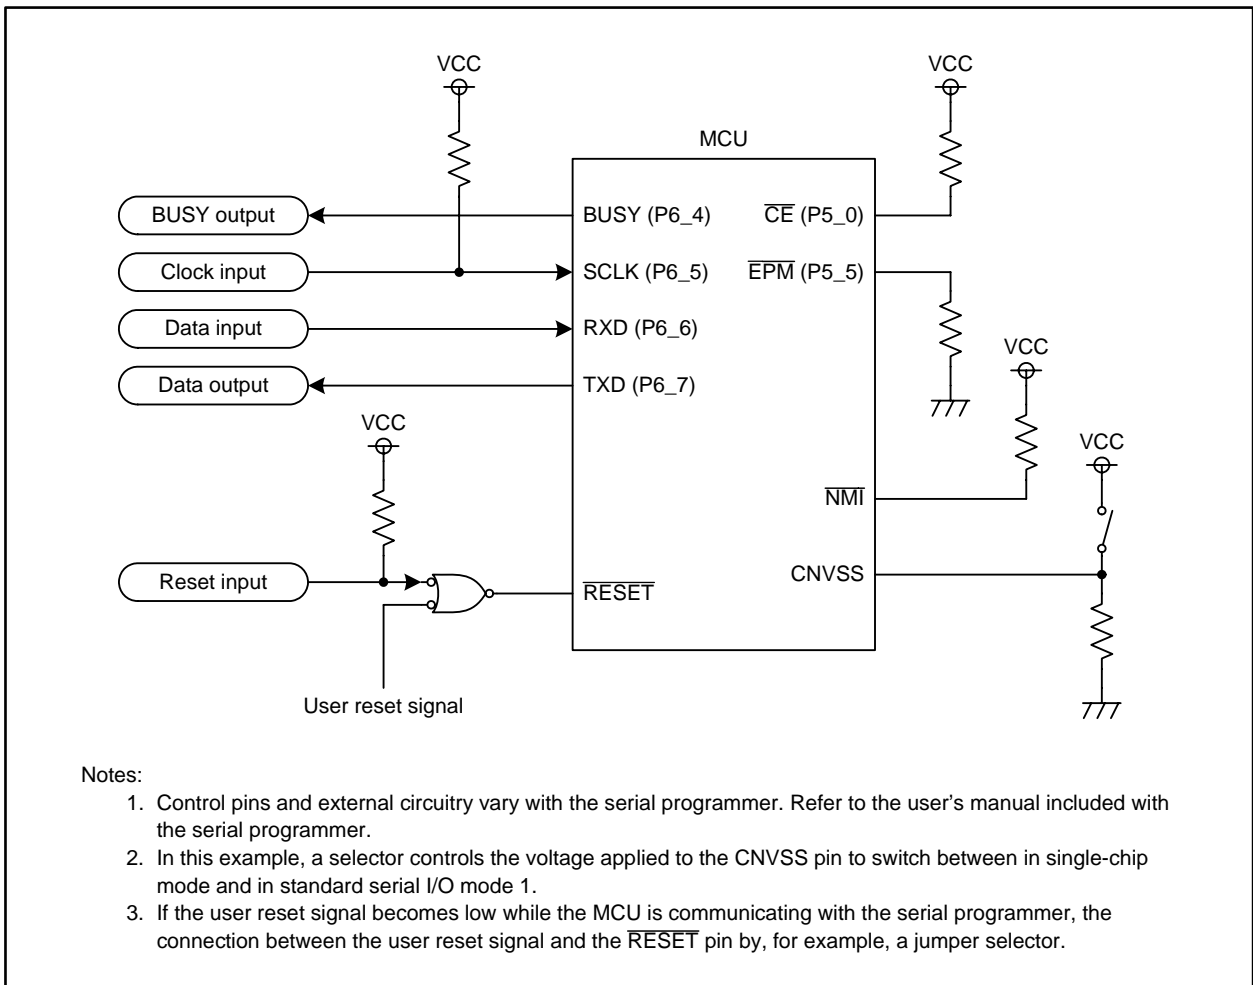 VCC
VCC
MCU
BUSY output
BUSY (P6_4)
C̅E̅ (P5_0)
Clock input
SCLK (P6_5)
E̅P̅M̅ (P5_5)
Data input
RXD (P6_6)
VCC
Data output
TXD (P6_7)
VCC
VCC
N̅M̅I̅
Reset input
R̅E̅S̅E̅T̅
CNVSS
User reset signal
Notes:
1. Control pins and external circuitry vary with the serial programmer. Refer to the user’s manual included with
the serial programmer.
2. In this example, a selector controls the voltage applied to the CNVSS pin to switch between in single-chip
mode and in standard serial I/O mode 1.
3. If the user reset signal becomes low while the MCU is communicating with the serial programmer, the
connection between the user reset signal and the R̅E̅S̅E̅T̅ pin by, for example, a jumper selector.